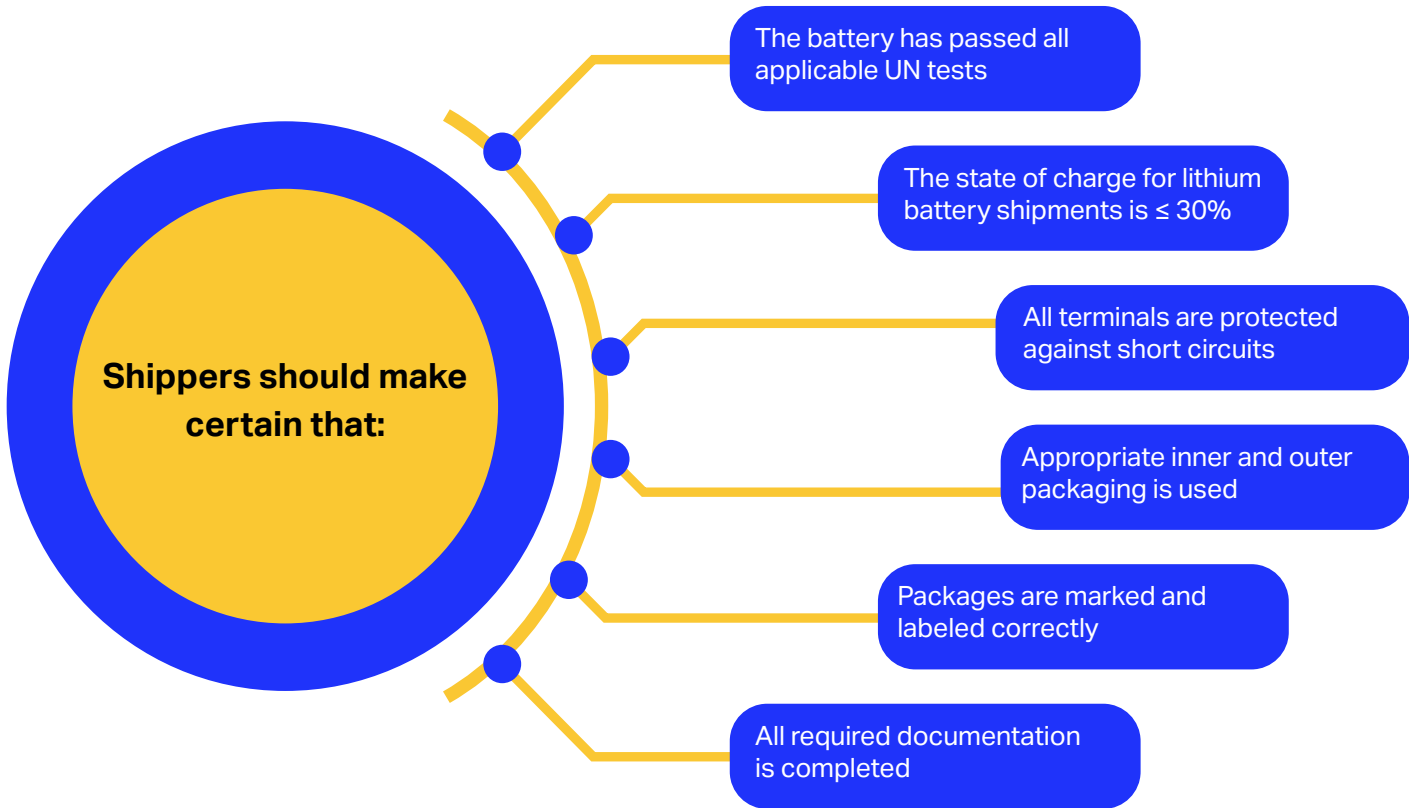 Shippers should make
certain that:
The battery has passed all
applicable UN tests
The state of charge for lithium
battery shipments is ≤ 30%
All terminals are protected
against short circuits
Appropriate inner and outer
packaging is used
Packages are marked and
labeled correctly
All required documentation
is completed